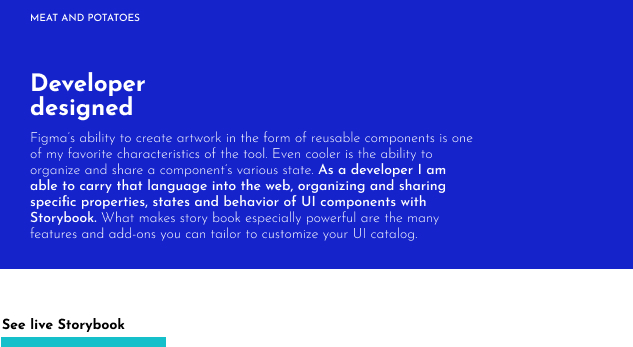 MEAT AND POTATOES
Developer
designed
Figma's ability to create artwork in the form of reusable components is one
of my favorite characteristics of the tool. Even cooler is the ability to
organize and share a component's various state. As a developer I am
able to carry that language into the web, organizing and sharing
specific properties, states and behavior of UI components with
Storybook. What makes story book especially powerful are the many
features and add-ons you can tailor to customize your UI catalog.
See live Storybook